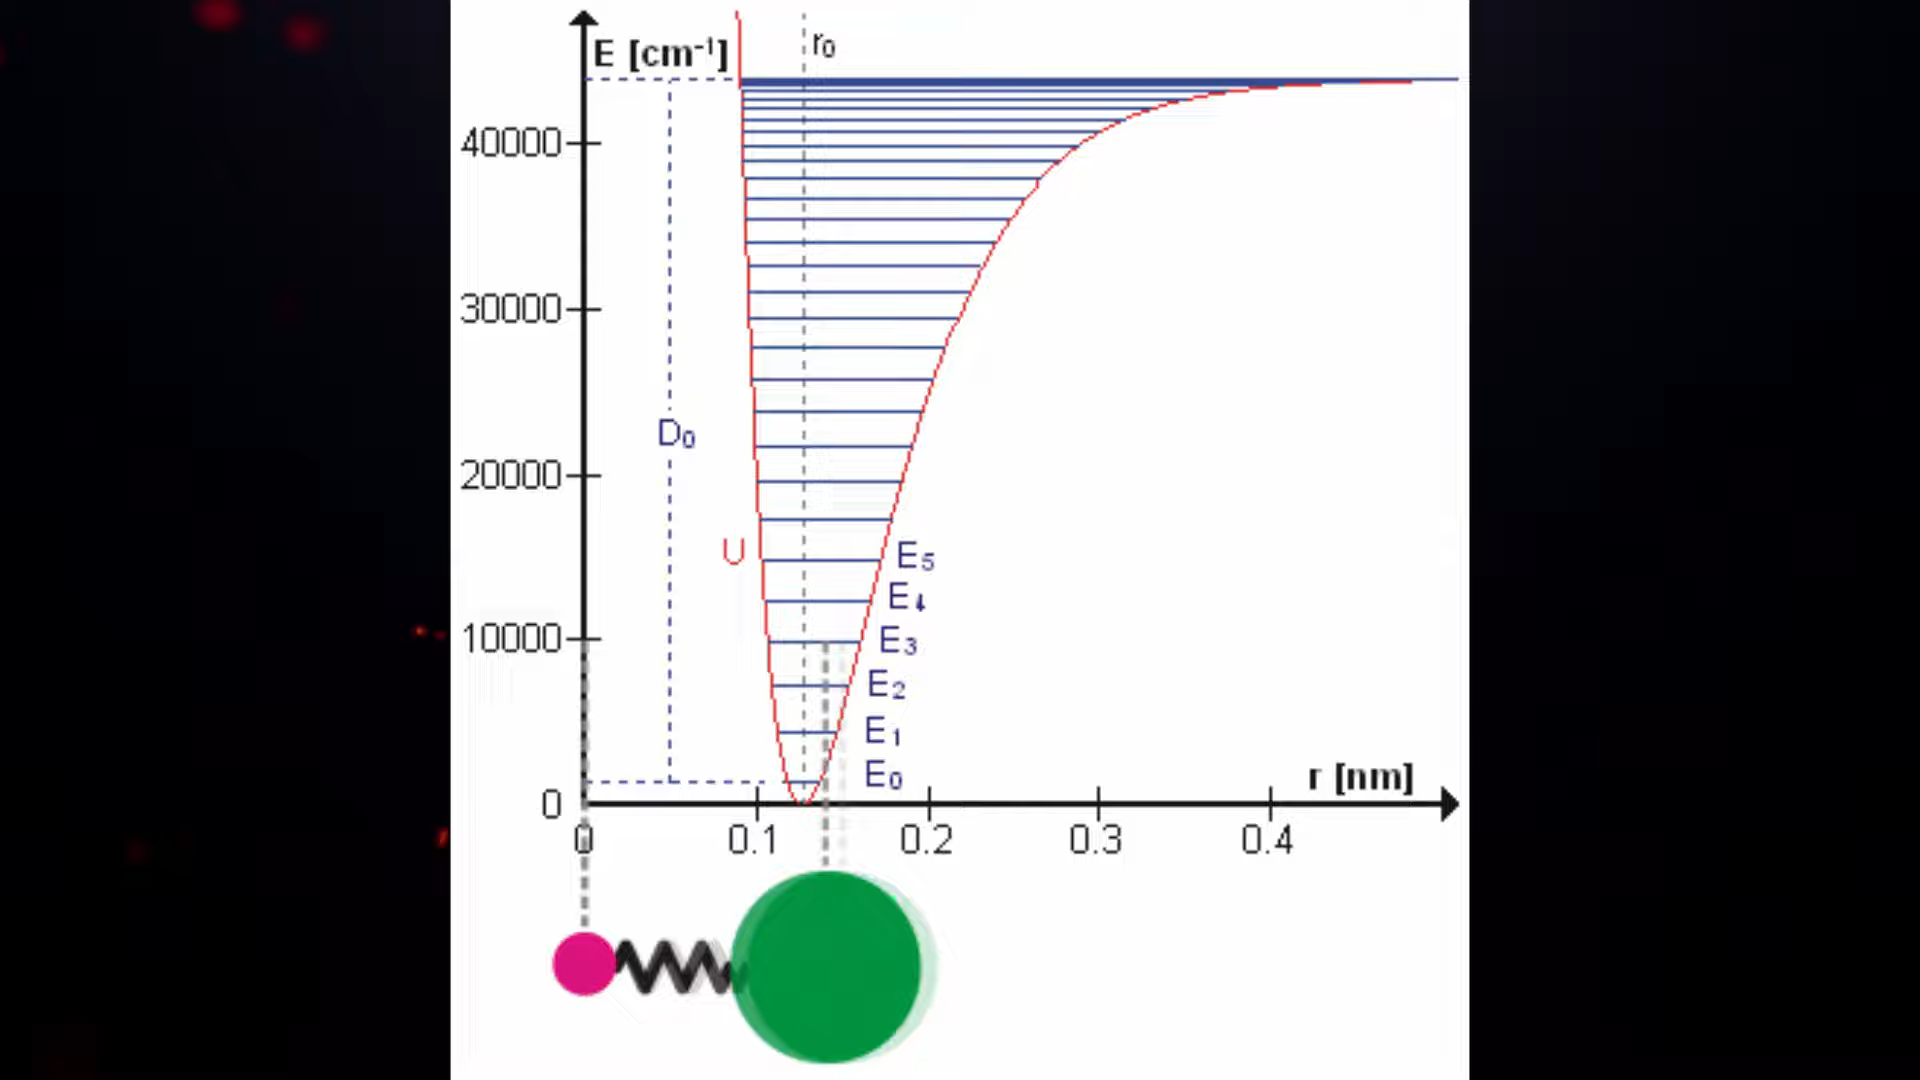 E [cm-1]
r₀
40000
30000
20000
10000
0
D₀
U
E₅
E₄
E₃
E₂
E₁
E₀
r [nm]
0 0.1 0.2 0.3 0.4